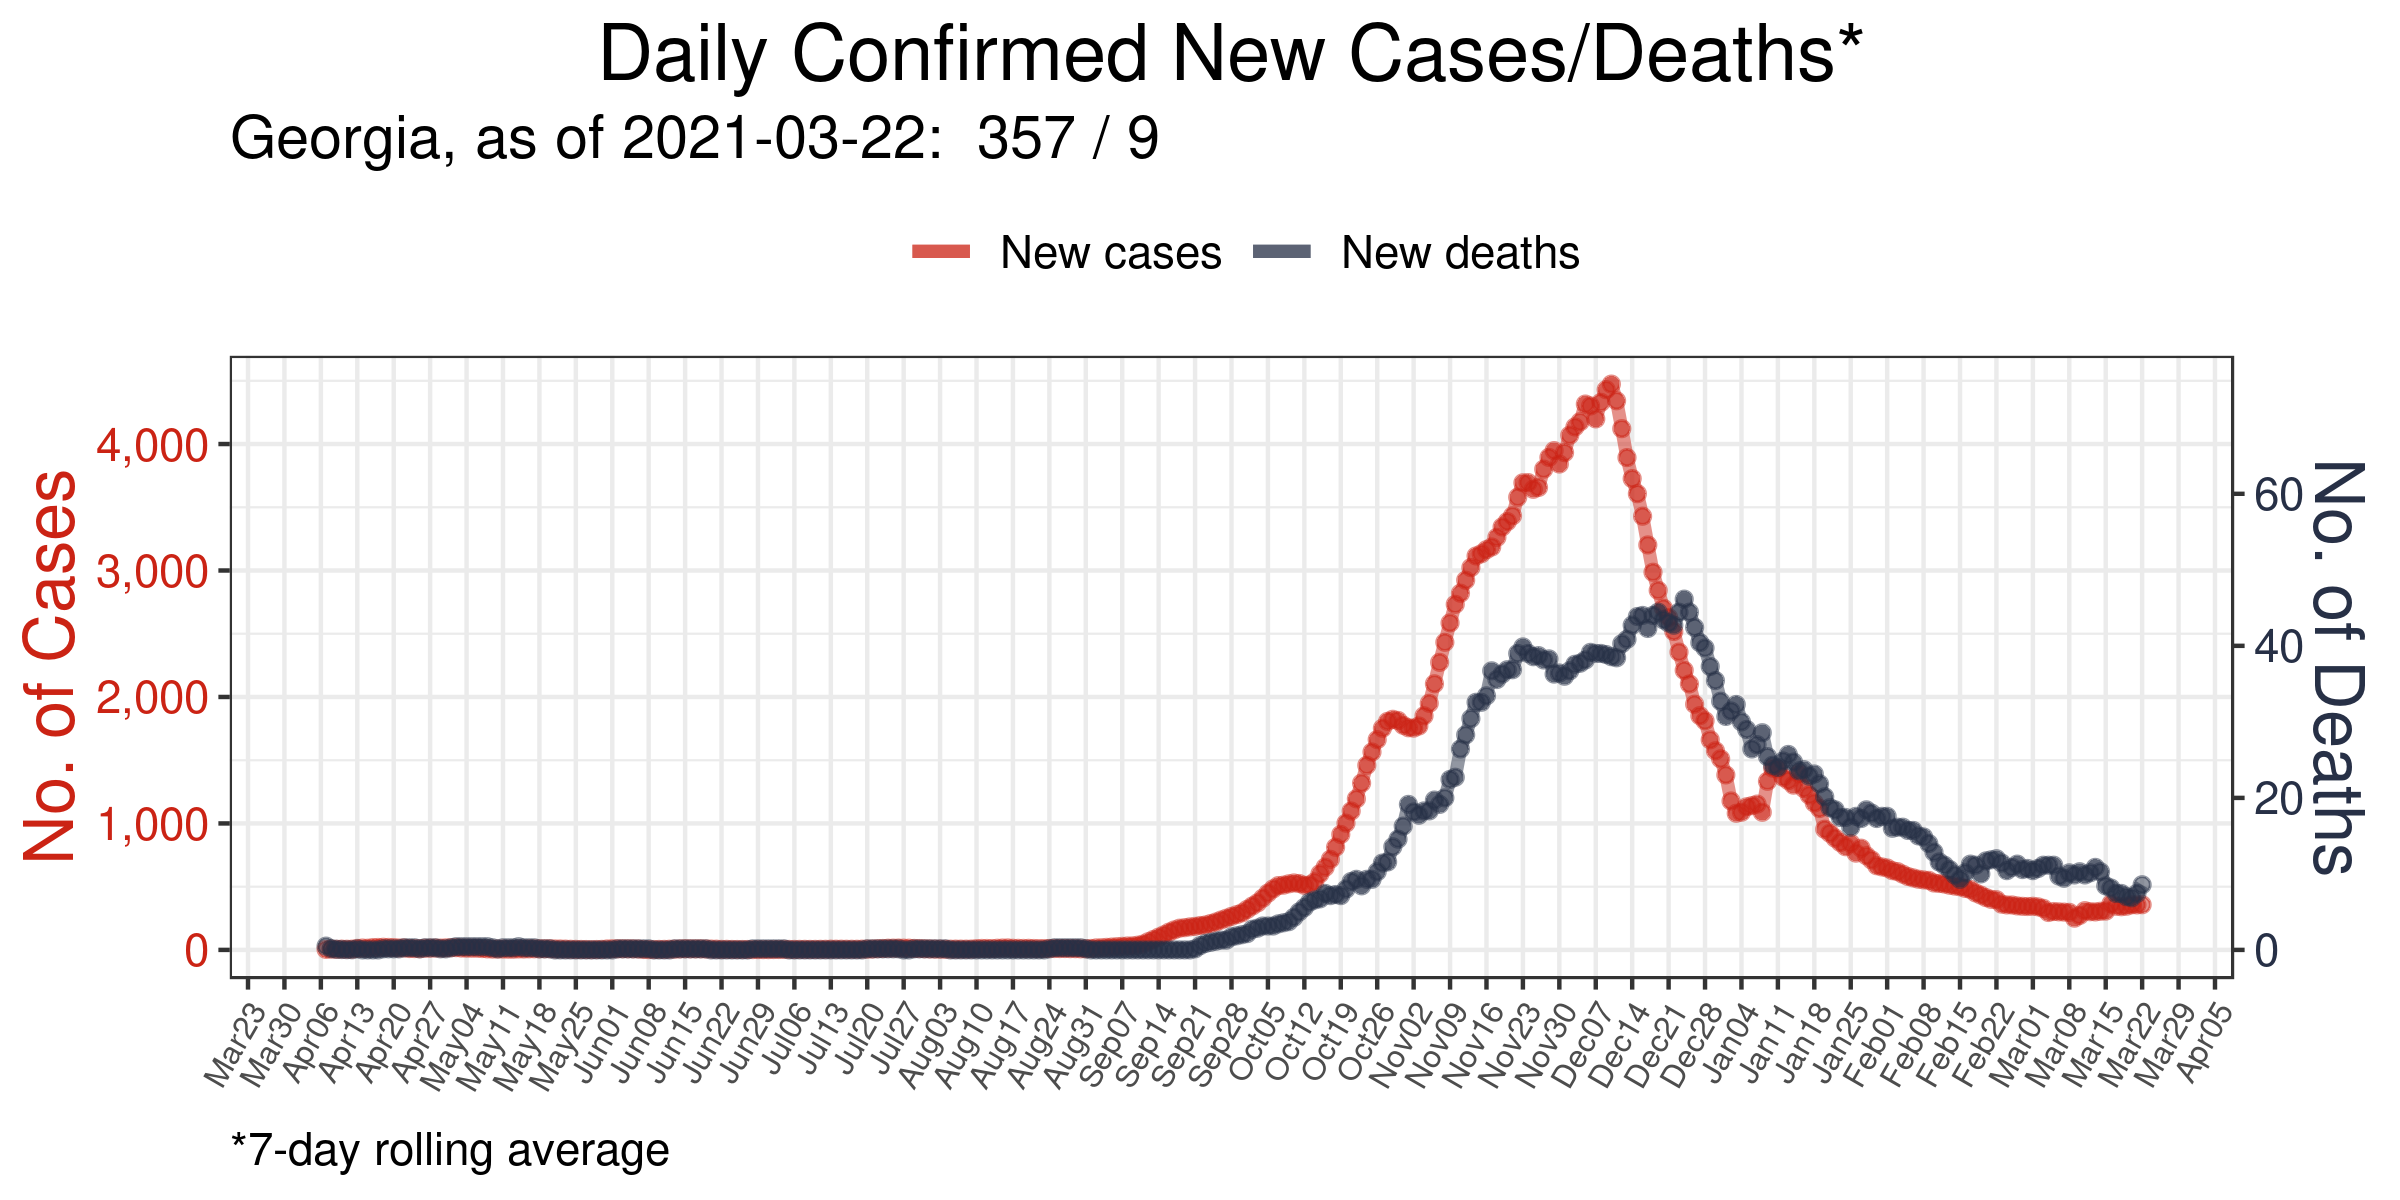 Daily Confirmed New Cases/Deaths*
Georgia, as of 2021-03-22:  357 / 9
New cases
New deaths
No. of Cases
4,000
3,000
2,000
1,000
0
60
40
20
0
No. of Deaths
Mar23
Mar30
Apr06
Apr13
Apr20
Apr27
May04
May11
May18
May25
Jun01
Jun08
Jun15
Jun22
Jun29
Jul06
Jul13
Jul20
Jul27
Aug03
Aug10
Aug17
Aug24
Aug31
Sep07
Sep14
Sep21
Sep28
Oct05
Oct12
Oct19
Oct26
Nov02
Nov09
Nov16
Nov23
Nov30
Dec07
Dec14
Dec21
Dec28
Jan04
Jan11
Jan18
Jan25
Feb01
Feb08
Feb15
Feb22
Mar01
Mar08
Mar15
Mar22
Mar29
Apr05
*7-day rolling average